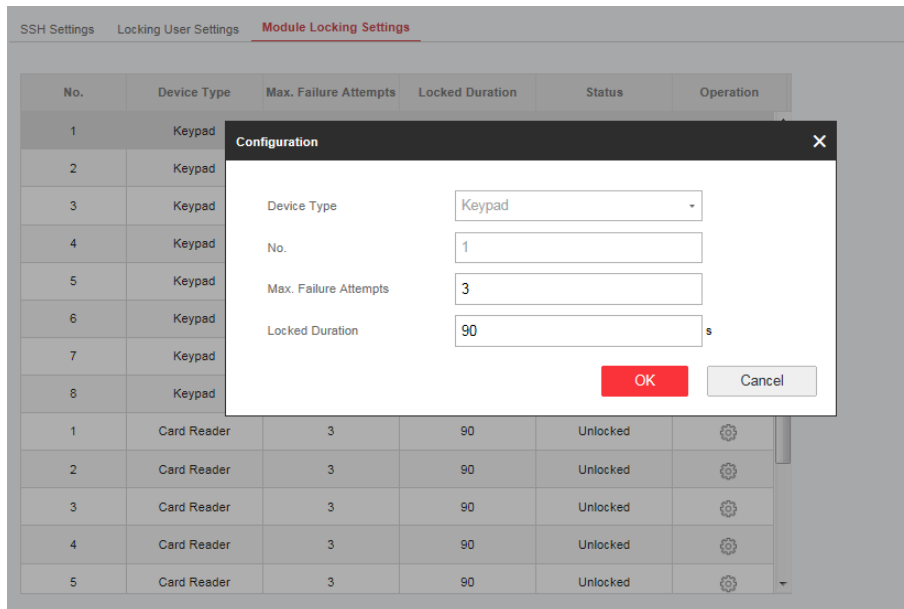 SSH Settings Locking User Settings Module Locking Settings
No. Device Type Max. Failure Attempts Locked Duration Status Operation
1 Keypad
2 Keypad
3 Keypad
4 Keypad
5 Keypad
6 Keypad
7 Keypad
8 Keypad
Configuration
Device Type Keypad
No. 1
Max. Failure Attempts 3
Locked Duration 90 s
OK Cancel
1 Card Reader 3 90 Unlocked
2 Card Reader 3 90 Unlocked
3 Card Reader 3 90 Unlocked
4 Card Reader 3 90 Unlocked
5 Card Reader 3 90 Unlocked